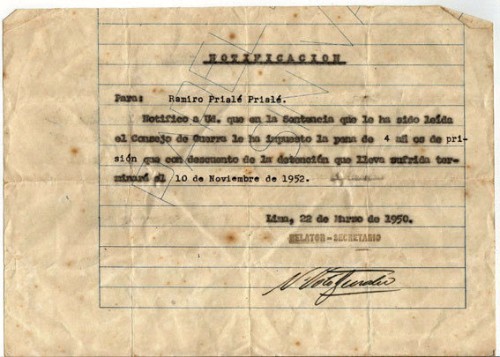 NOTIFICACION
Para: Ramiro Prialé Prialé.
Notifico a Ud. que en la Sentencia que le ha sido leída
el Consejo de Guerra le ha impuesto la pena de 4 años de pri-
sión que con descuento de la detención que lleva sufrida ter-
minará el 10 de Noviembre de 1952.
Lima, 22 de Marzo de 1950.
RELATOR-SECRETARIO